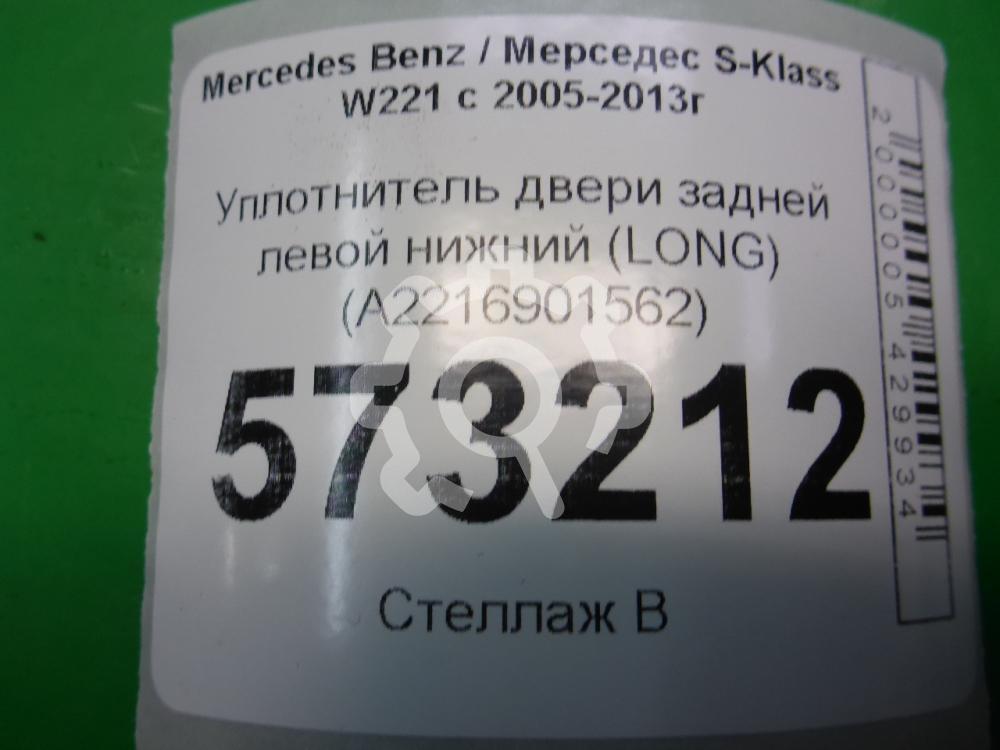 Mercedes Benz / Мерседес S-Klass
W221 с 2005-2013г
Уплотнитель двери задней
левой нижний (LONG)
(A2216901562)
573212
Стеллаж В
2000005429934